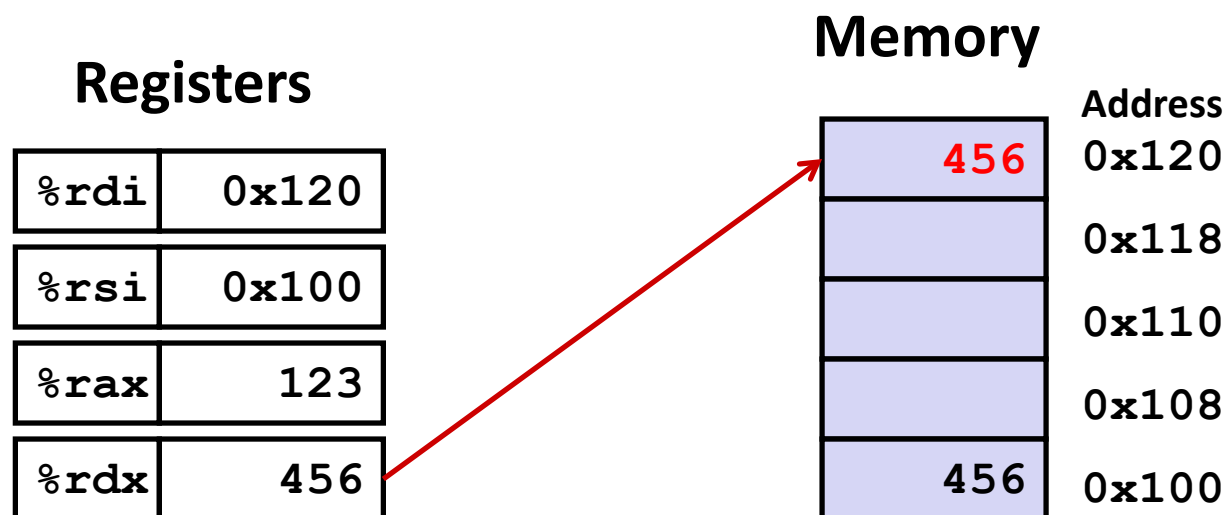 Registers
%rdi 0x120
%rsi 0x100
%rax 123
%rdx 456
Memory
Address
456 0x120
0x118
0x110
0x108
456 0x100